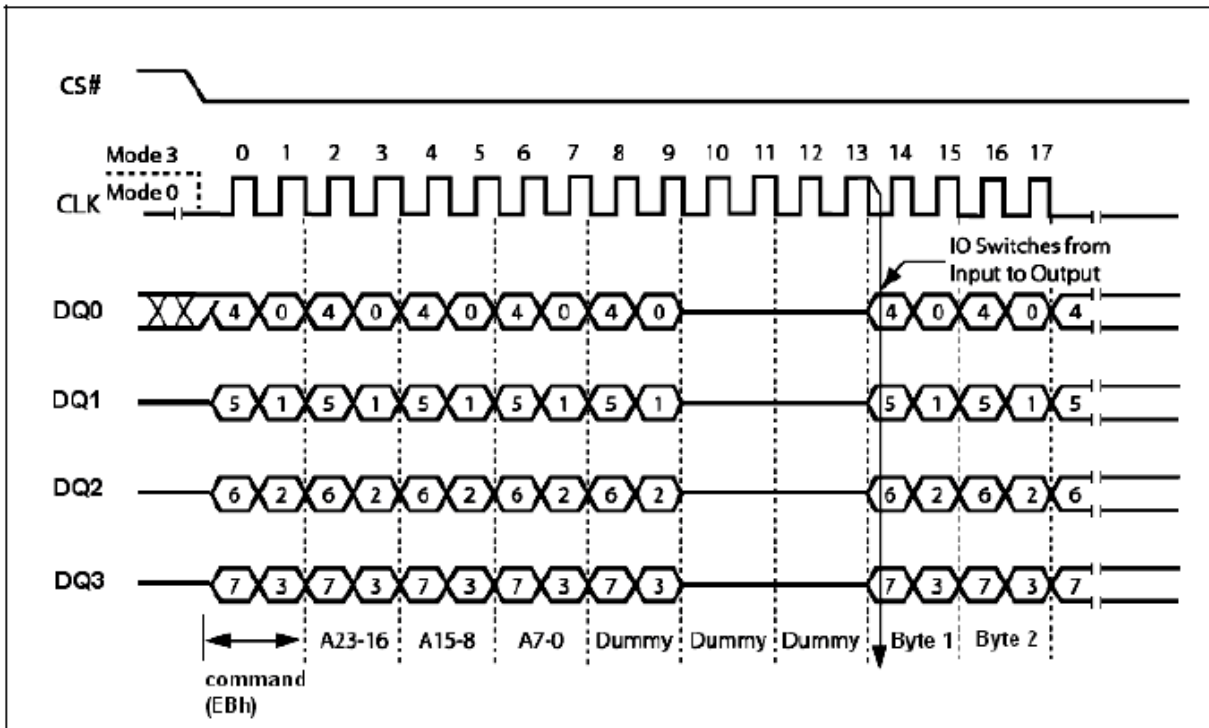 CS#
Mode 3 0 1 2 3 4 5 6 7 8 9 10 11 12 13 14 15 16 17
CLK Mode 0
IO Switches from
Input to Output
DQ0 4 0 4 0 4 0 4 0 4 0 4 0 4 0 4
DQ1 5 1 5 1 5 1 5 1 5 1 5 1 5 1 5
DQ2 6 2 6 2 6 2 6 2 6 2 6 2 6 2 6
DQ3 7 3 7 3 7 3 7 3 7 3 7 3 7 3 7
A23-16 A15-8 A7-0 Dummy Dummy Dummy Byte 1 Byte 2
command
(EBh)